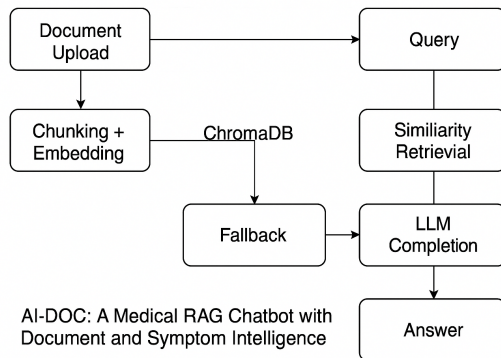 Document
Upload
Query
Chunking +
Embedding
ChromaDB
Similiarity
Retrievial
Fallback
LLM
Completion
AI-DOC: A Medical RAG Chatbot with
Document and Symptom Intelligence
Answer